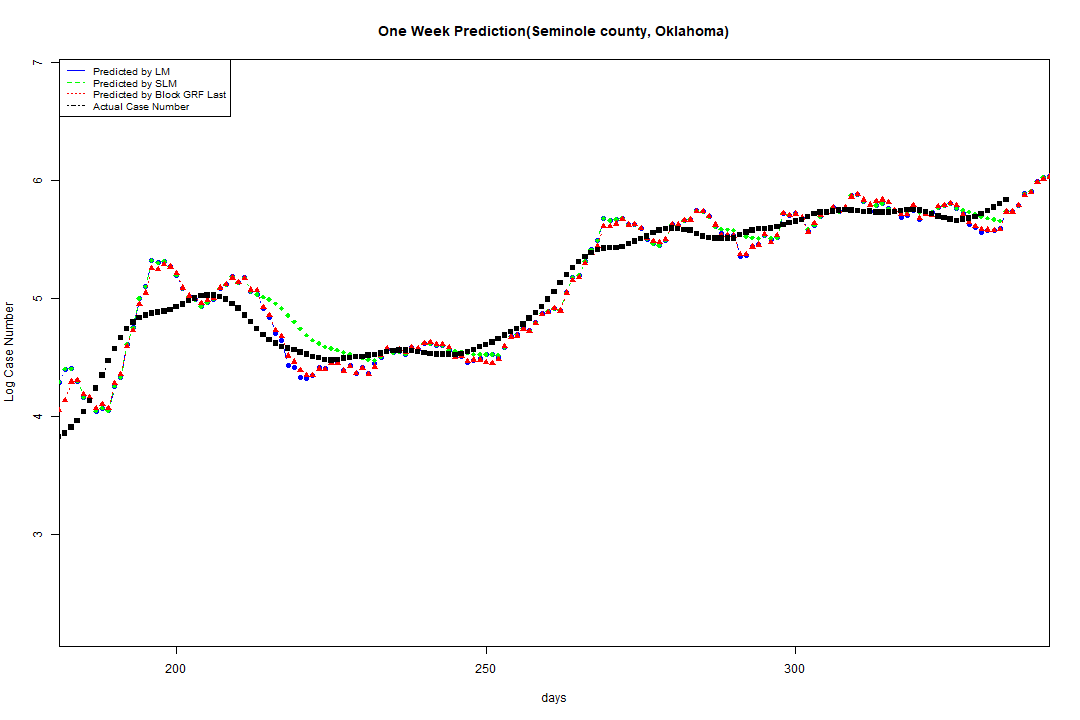 One Week Prediction(Seminole county, Oklahoma)
Predicted by LM
Predicted by SLM
Predicted by Block GRF Last
Actual Case Number
Log Case Number
7
6
5
4
3
200 250 300
days